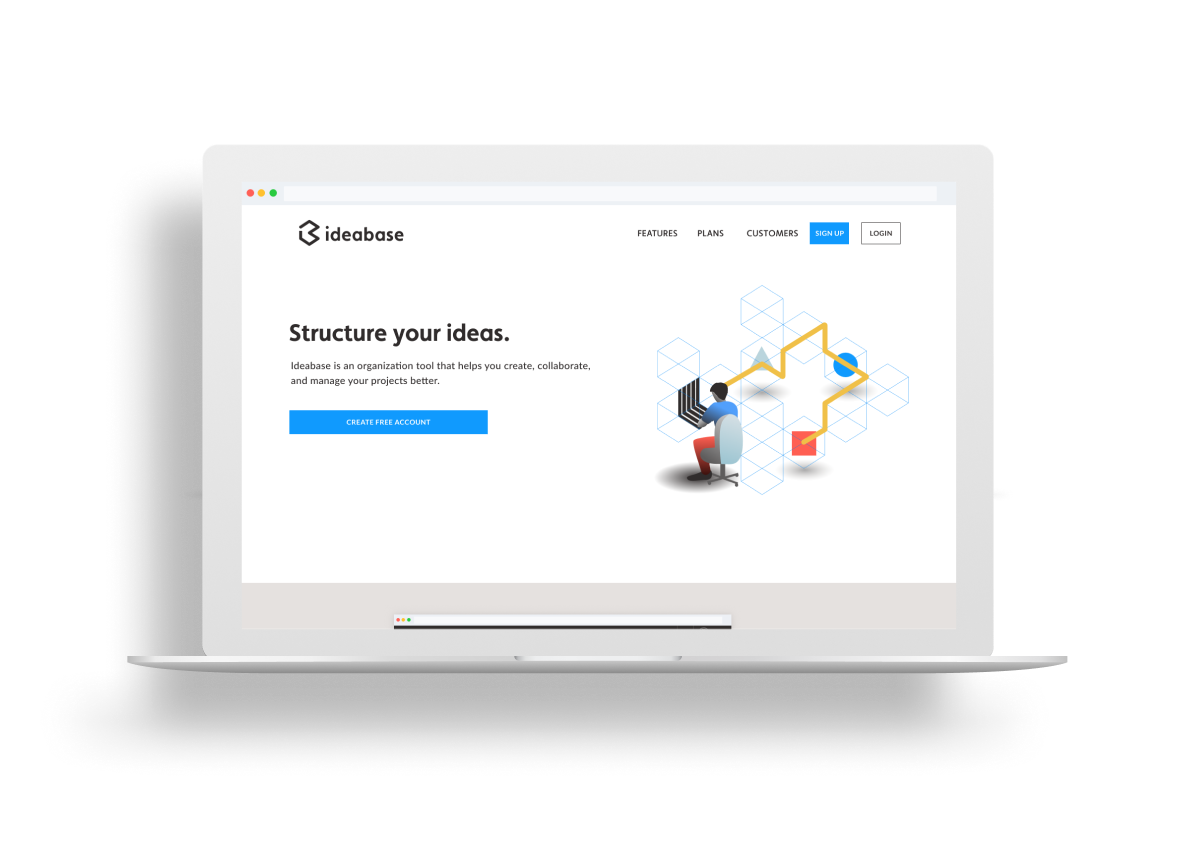 ideabase
FEATURES PLANS CUSTOMERS SIGN UP LOGIN
Structure your ideas.
Ideabase is an organization tool that helps you create, collaborate,
and manage your projects better.
CREATE FREE ACCOUNT